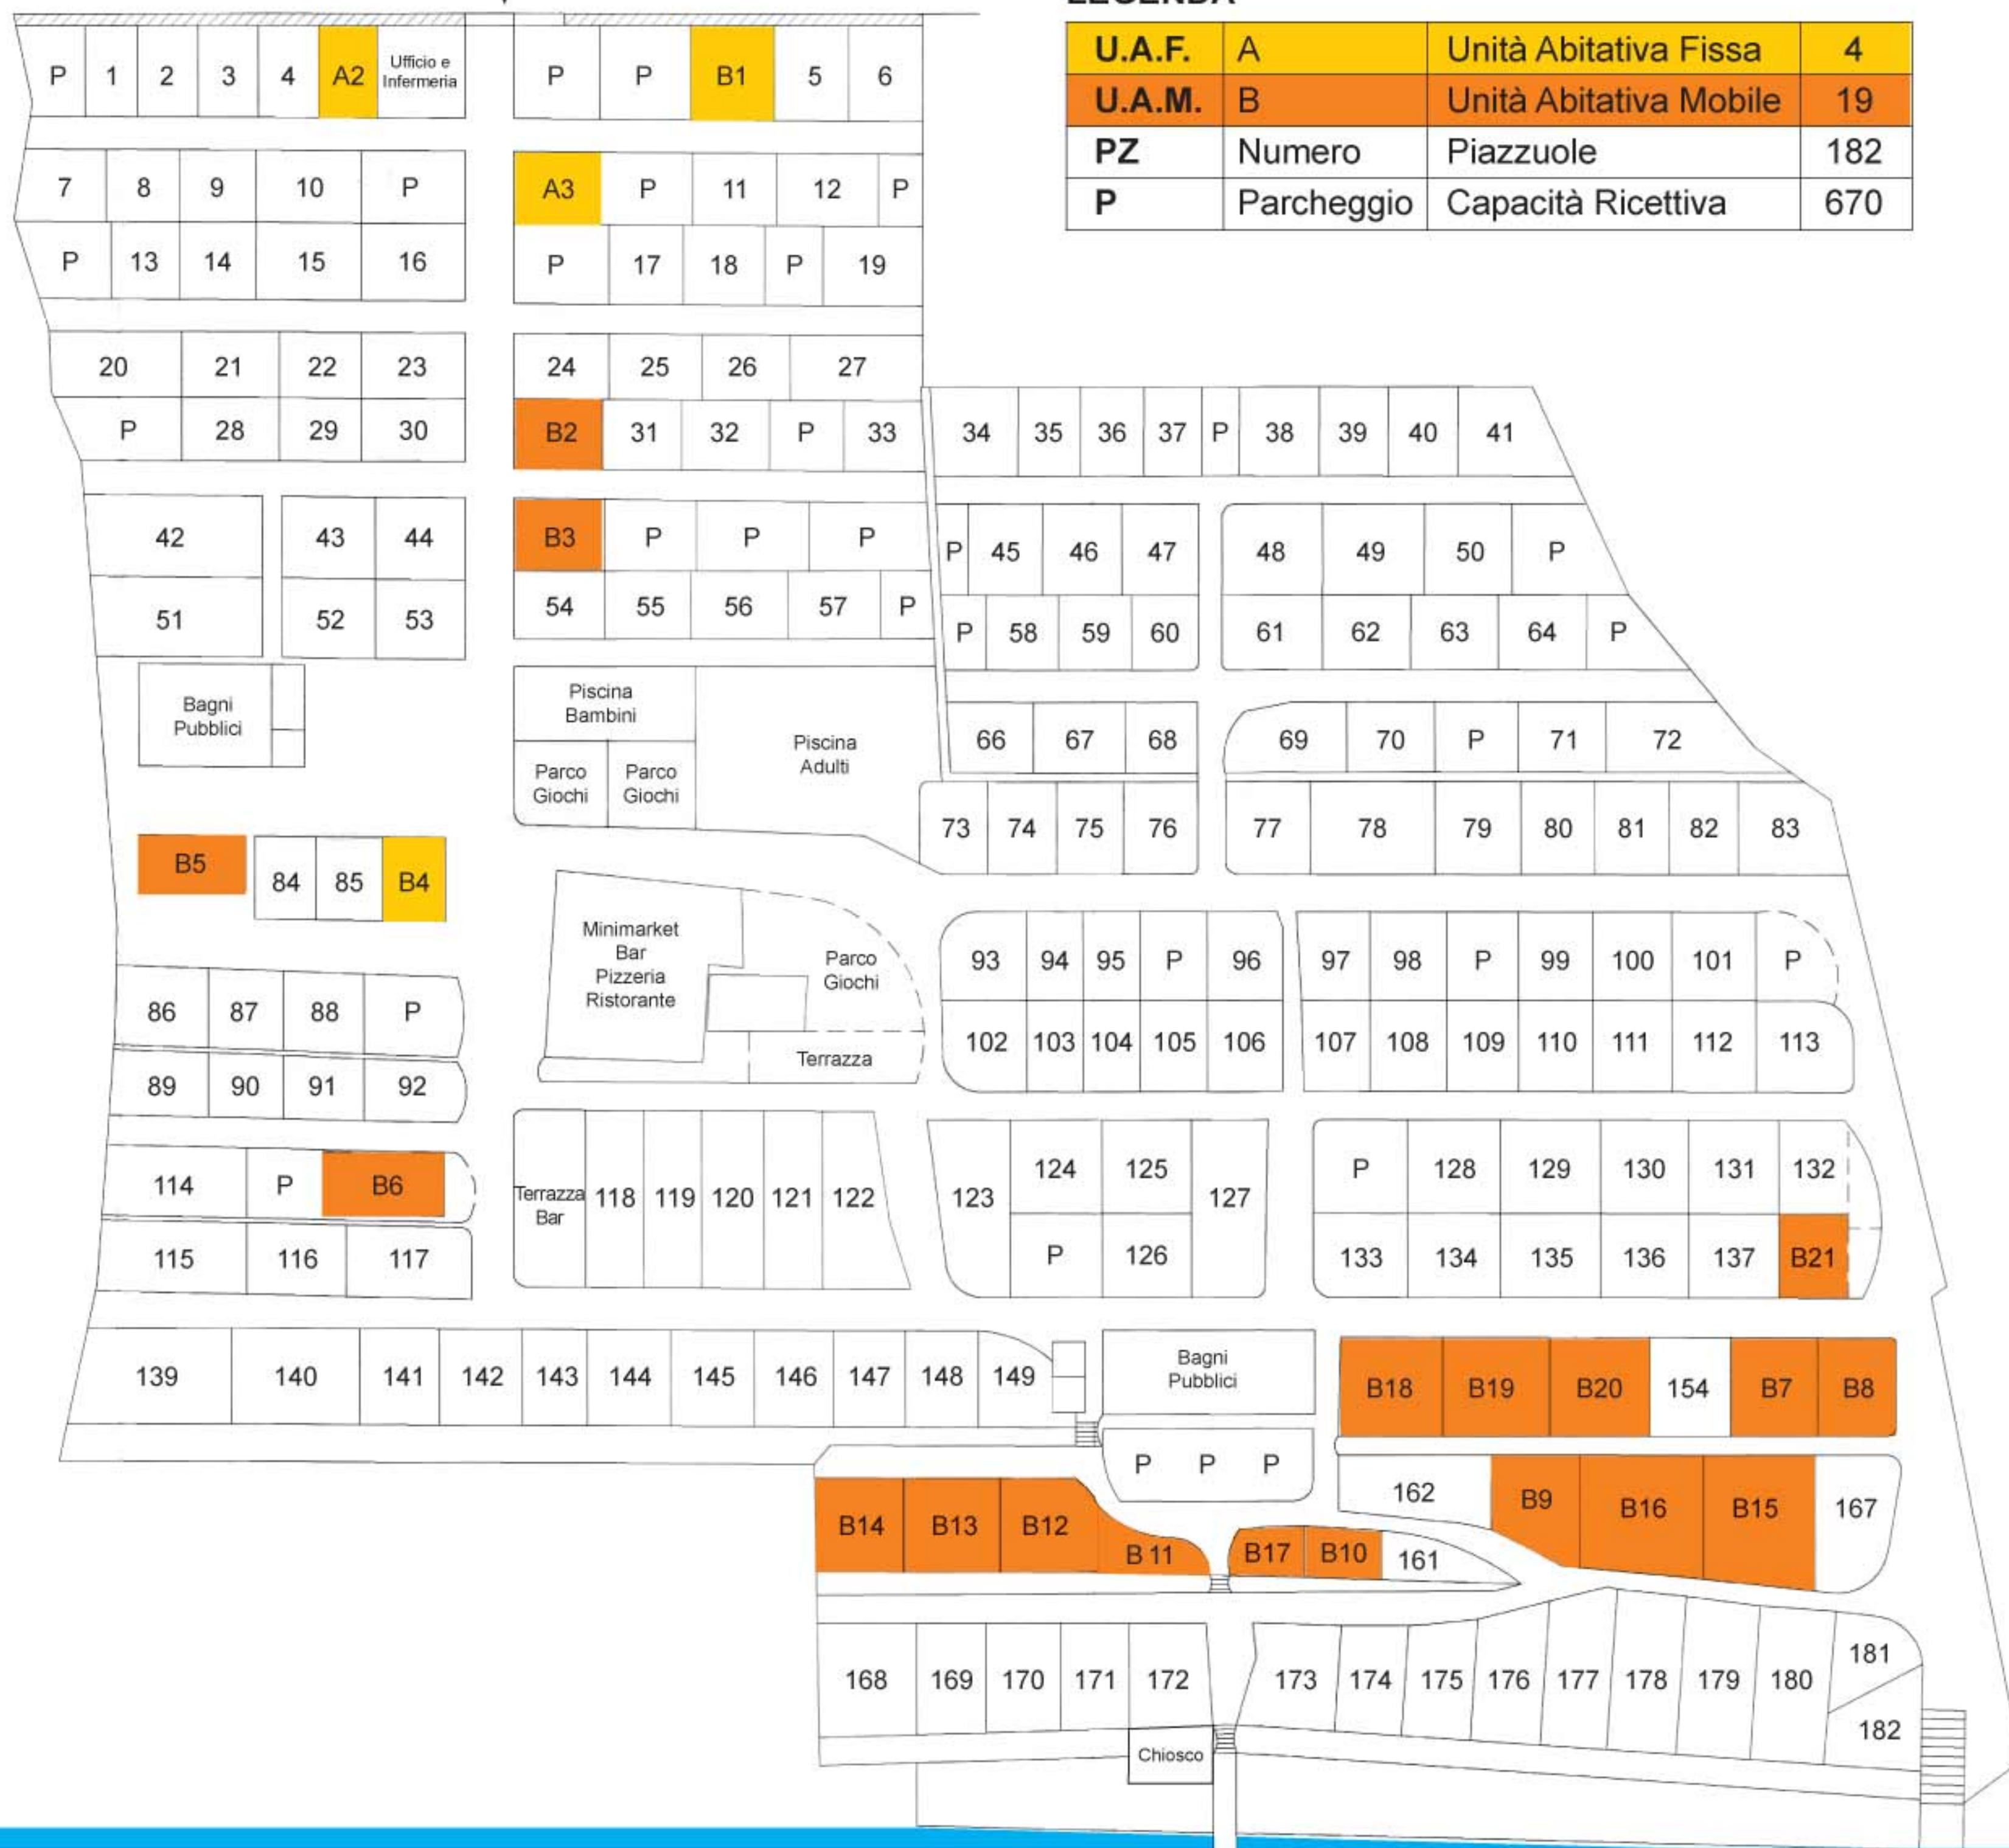 LEGENDA
U.A.F. A Unità Abitativa Fissa 4
U.A.M. B Unità Abitativa Mobile 19
PZ Numero Piazzuole 182
P Parcheggio Capacità Ricettiva 670
P 1 2 3 4 A2 Ufficio e
Infermeria
P P B1 5 6
7 8 9 10 P A3 P 11 12 P
P 13 14 15 16 P 17 18 P 19
20 21 22 23 24 25 26 27
P 28 29 30 B2 31 32 P 33 34 35 36 37 P 38 39 40 41
42 43 44 B3 P P P P 45 46 47 48 49 50 P
51 52 53 54 55 56 57 P P 58 59 60 61 62 63 64 P
Bagni
Pubblici
Piscina
Bambini
Piscina
Adulti
Parco
Giochi
Parco
Giochi
66 67 68 69 70 P 71 72
73 74 75 76 77 78 79 80 81 82 83
B5 84 85 B4
Minimarket
Bar
Pizzeria
Ristorante
Parco
Giochi
Terrazza
93 94 95 P 96 97 98 P 99 100 101 P
86 87 88 P
102 103 104 105 106 107 108 109 110 111 112 113
89 90 91 92
114 P B6
115 116 117
Terrazza
Bar
118 119 120 121 122
123 124 125 127 P 128 129 130 131 132
P 126 133 134 135 136 137 B21
139 140 141 142 143 144 145 146 147 148 149
Bagni
Pubblici
B18 B19 B20 154 B7 B8
P P P
162 B9 B16 B15 167
B14 B13 B12 B 11 B17 B10 161
168 169 170 171 172 173 174 175 176 177 178 179 180 181
182
Chiosco